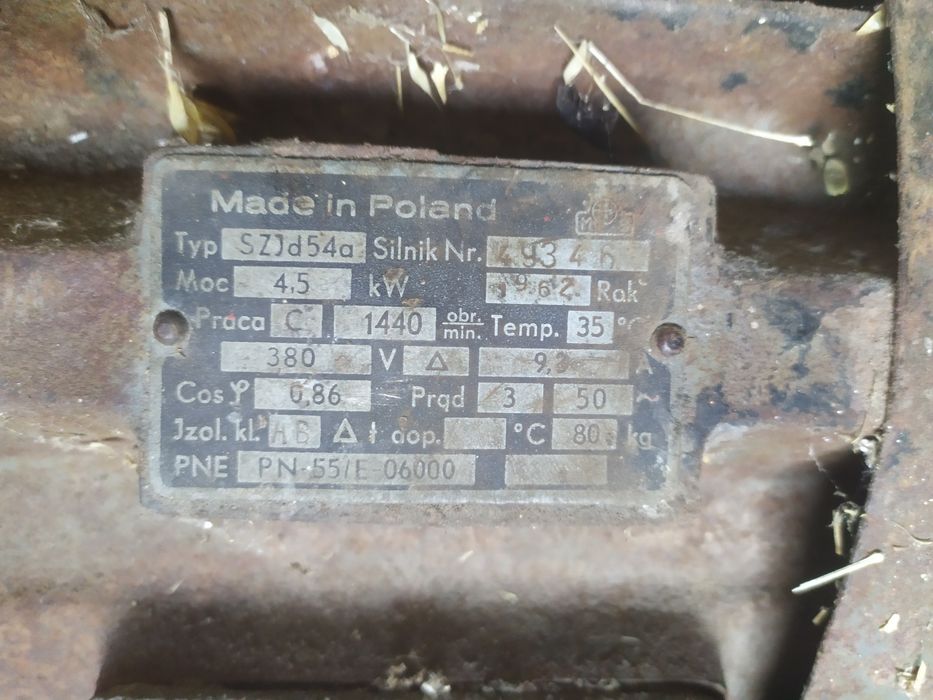 Made in Poland
Typ SZJd54a Silnik Nr. 49346
Moc 4.5 kW 1962 Rok
Praca C 1440 obr./min. Temp. 35 °C
380 V △ 9,3 A
Cos φ 0,86 Prąd 3 50 ~
Jzol. kl. AB △ t dop. °C 80 kg
PNE PN-55/E-06000